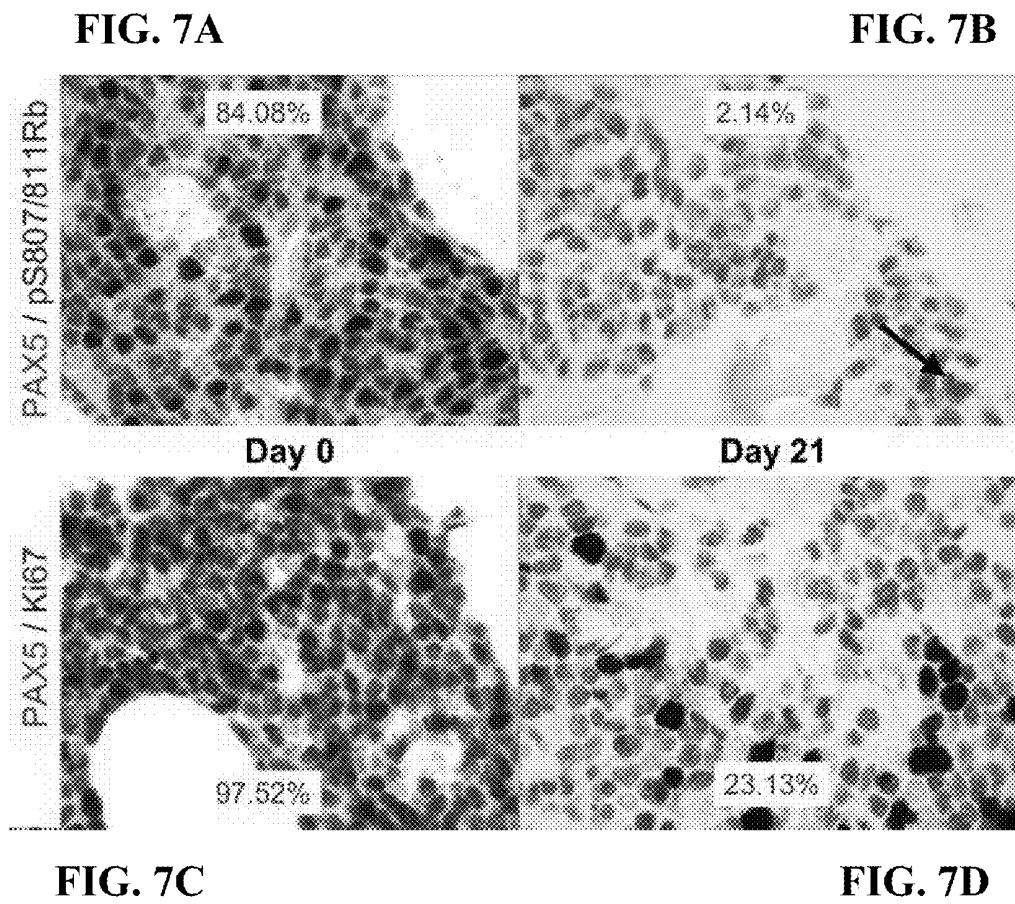 FIG. 7A
FIG. 7B
PAX5 / pS807/811Rb
84.08%
2.14%
Day 0
Day 21
PAX5 / Ki67
97.52%
23.13%
FIG. 7C
FIG. 7D